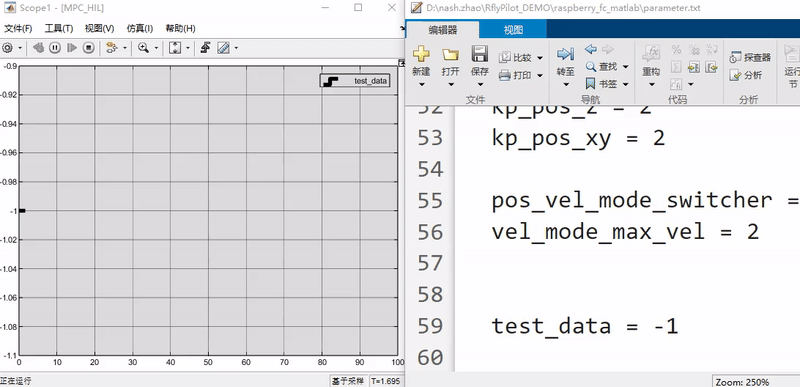 Scope1 - [MPC_HIL]
文件(F) 工具(T) 视图(V) 仿真(I) 帮助(H)
test_data
-0.9
-0.92
-0.94
-0.96
-0.98
-1
-1.02
-1.04
-1.06
-1.08
-1.1
0 10 20 30 40 50 60 70 80 90 100
正在运行 基于采样 T=1.695
D:\nash.zhao\RflyPilot_DEMO\raspberry_fc_matlab\parameter.txt
编辑器 视图
新建 打开 保存 比较 打印 转至 查找 书签 重构 探查器 分析 运行
节
文件 导航 代码 分析
52 kp_pos_z = 2
53 kp_pos_xy = 2
54
55 pos_vel_mode_switcher =
56 vel_mode_max_vel = 2
57
58
59 test_data = -1
60
Zoom: 250%